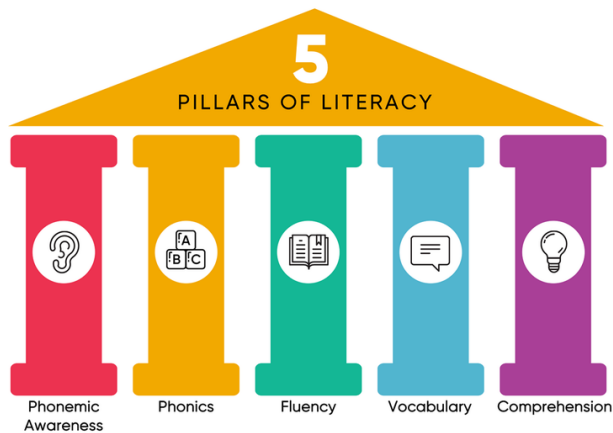 5
PILLARS OF LITERACY
A
B C
Phonemic
Awareness
Phonics
Fluency
Vocabulary
Comprehension